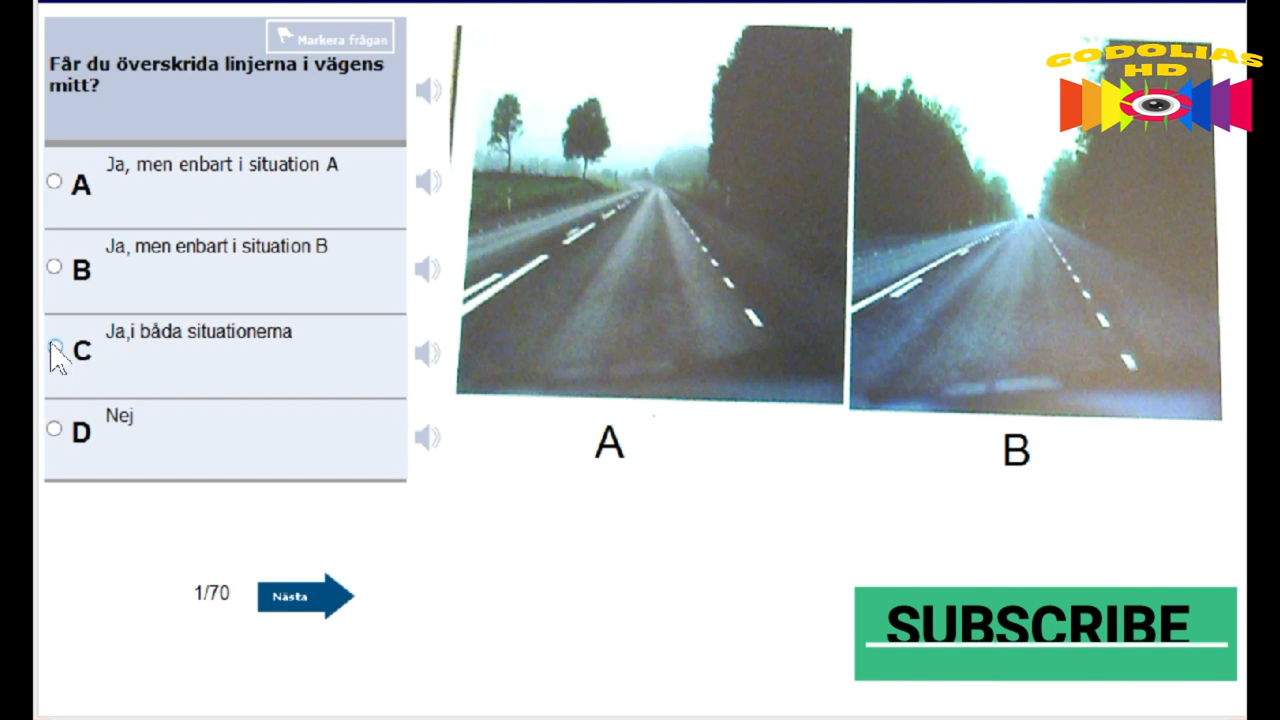 Markera frågan
Får du överskrida linjerna i vägens
mitt?
A Ja, men enbart i situation A
B Ja, men enbart i situation B
C Ja,i båda situationerna
D Nej
1/70
Nästa
A
B
GODOLIAS
HD
SUBSCRIBE